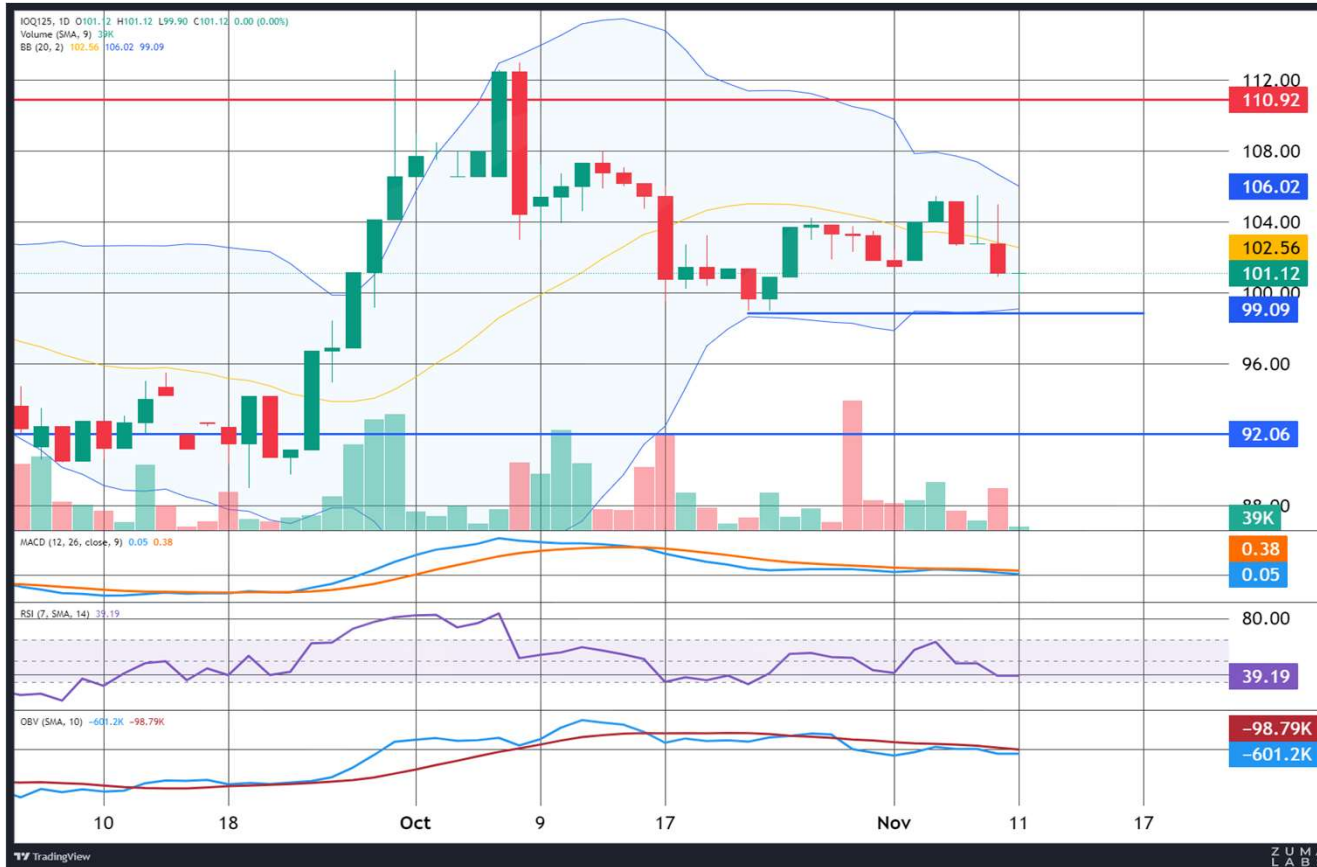 IOQ125, 1D O101.12 H101.12 L99.90 C101.12 0.00 (0.00%)
Volume (SMA, 9) 39K
BB (20, 2) 102.56 106.02 99.09
112.00
110.92
108.00
106.02
104.00
102.56
101.12
100.00
99.09
96.00
92.06
88.00
39K
MACD (12, 26, close, 9) 0.05 0.38
0.38
0.05
RSI (7, SMA, 14) 39.19
80.00
39.19
OBV (SMA, 10) −601.2K −98.79K
−98.79K
−601.2K
10 18 Oct 9 17 Nov 11 17
TradingView
ZUMA
LAB